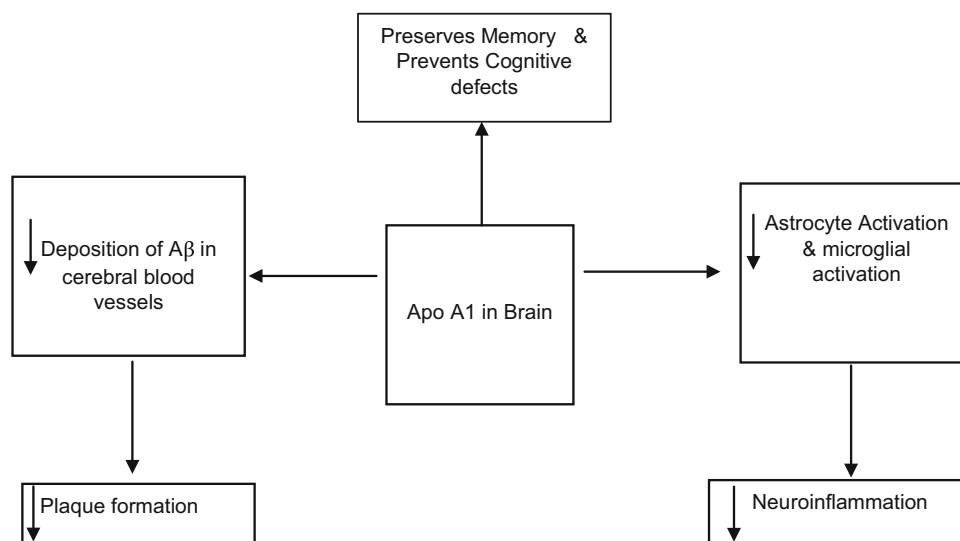 Preserves Memory &
Prevents Cognitive
defects
Deposition of Aβ in
cerebral blood
vessels
Apo A1 in Brain
Astrocyte Activation
& microglial
activation
Plaque formation
Neuroinflammation